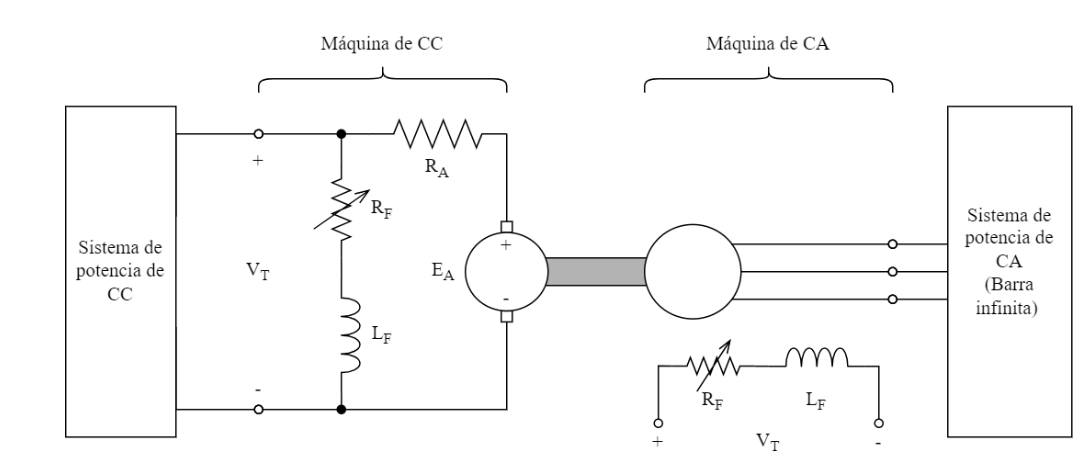 Máquina de CC
Máquina de CA
+
R_A
R_F
Sistema de
potencia de
CC
V_T
E_A
+
-
L_F
-
Sistema de
potencia de
CA
(Barra
infinita)
R_F
L_F
+
V_T
-